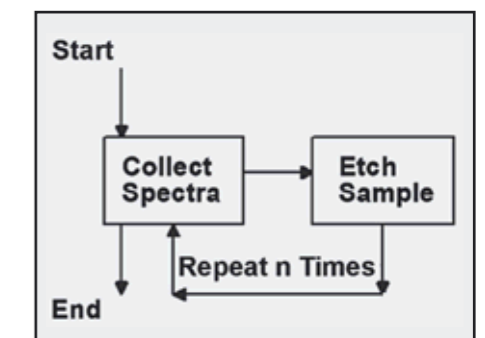 Start
Collect
Spectra
Etch
Sample
Repeat n Times
End